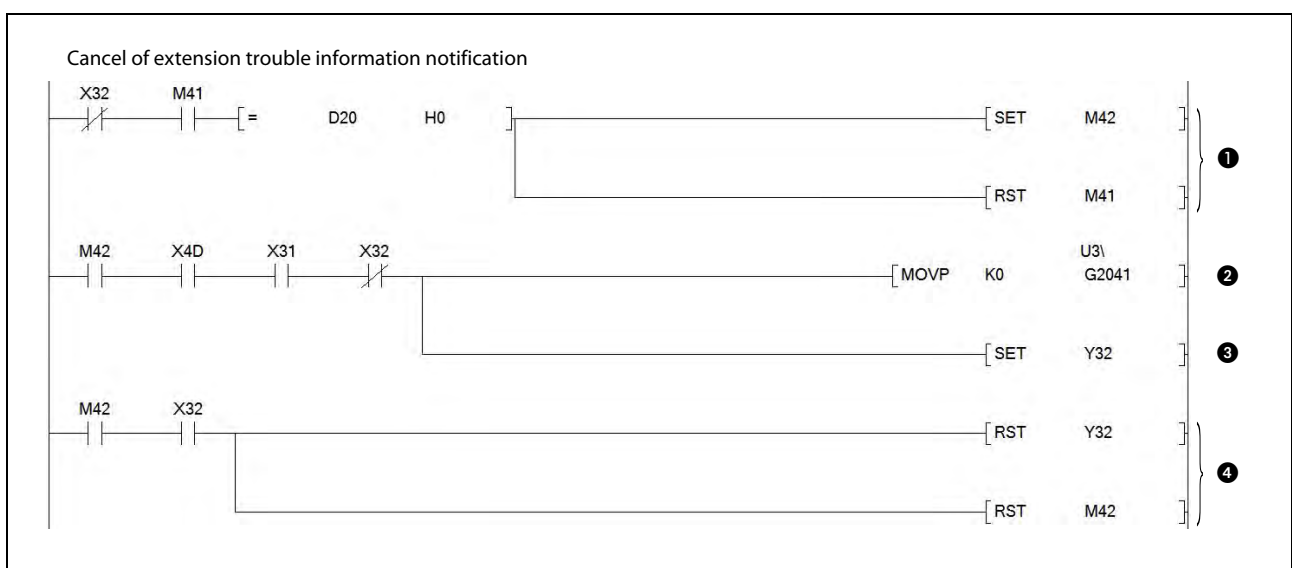 Cancel of extension trouble information notification
X32 M41
[= D20 H0 ] [SET M42 ]
❶
[RST M41 ]
M42 X4D X31 X32 U3\
[MOVP K0 G2041 ] ❷
[SET Y32 ] ❸
M42 X32
[RST Y32 ]
❹
[RST M42 ]